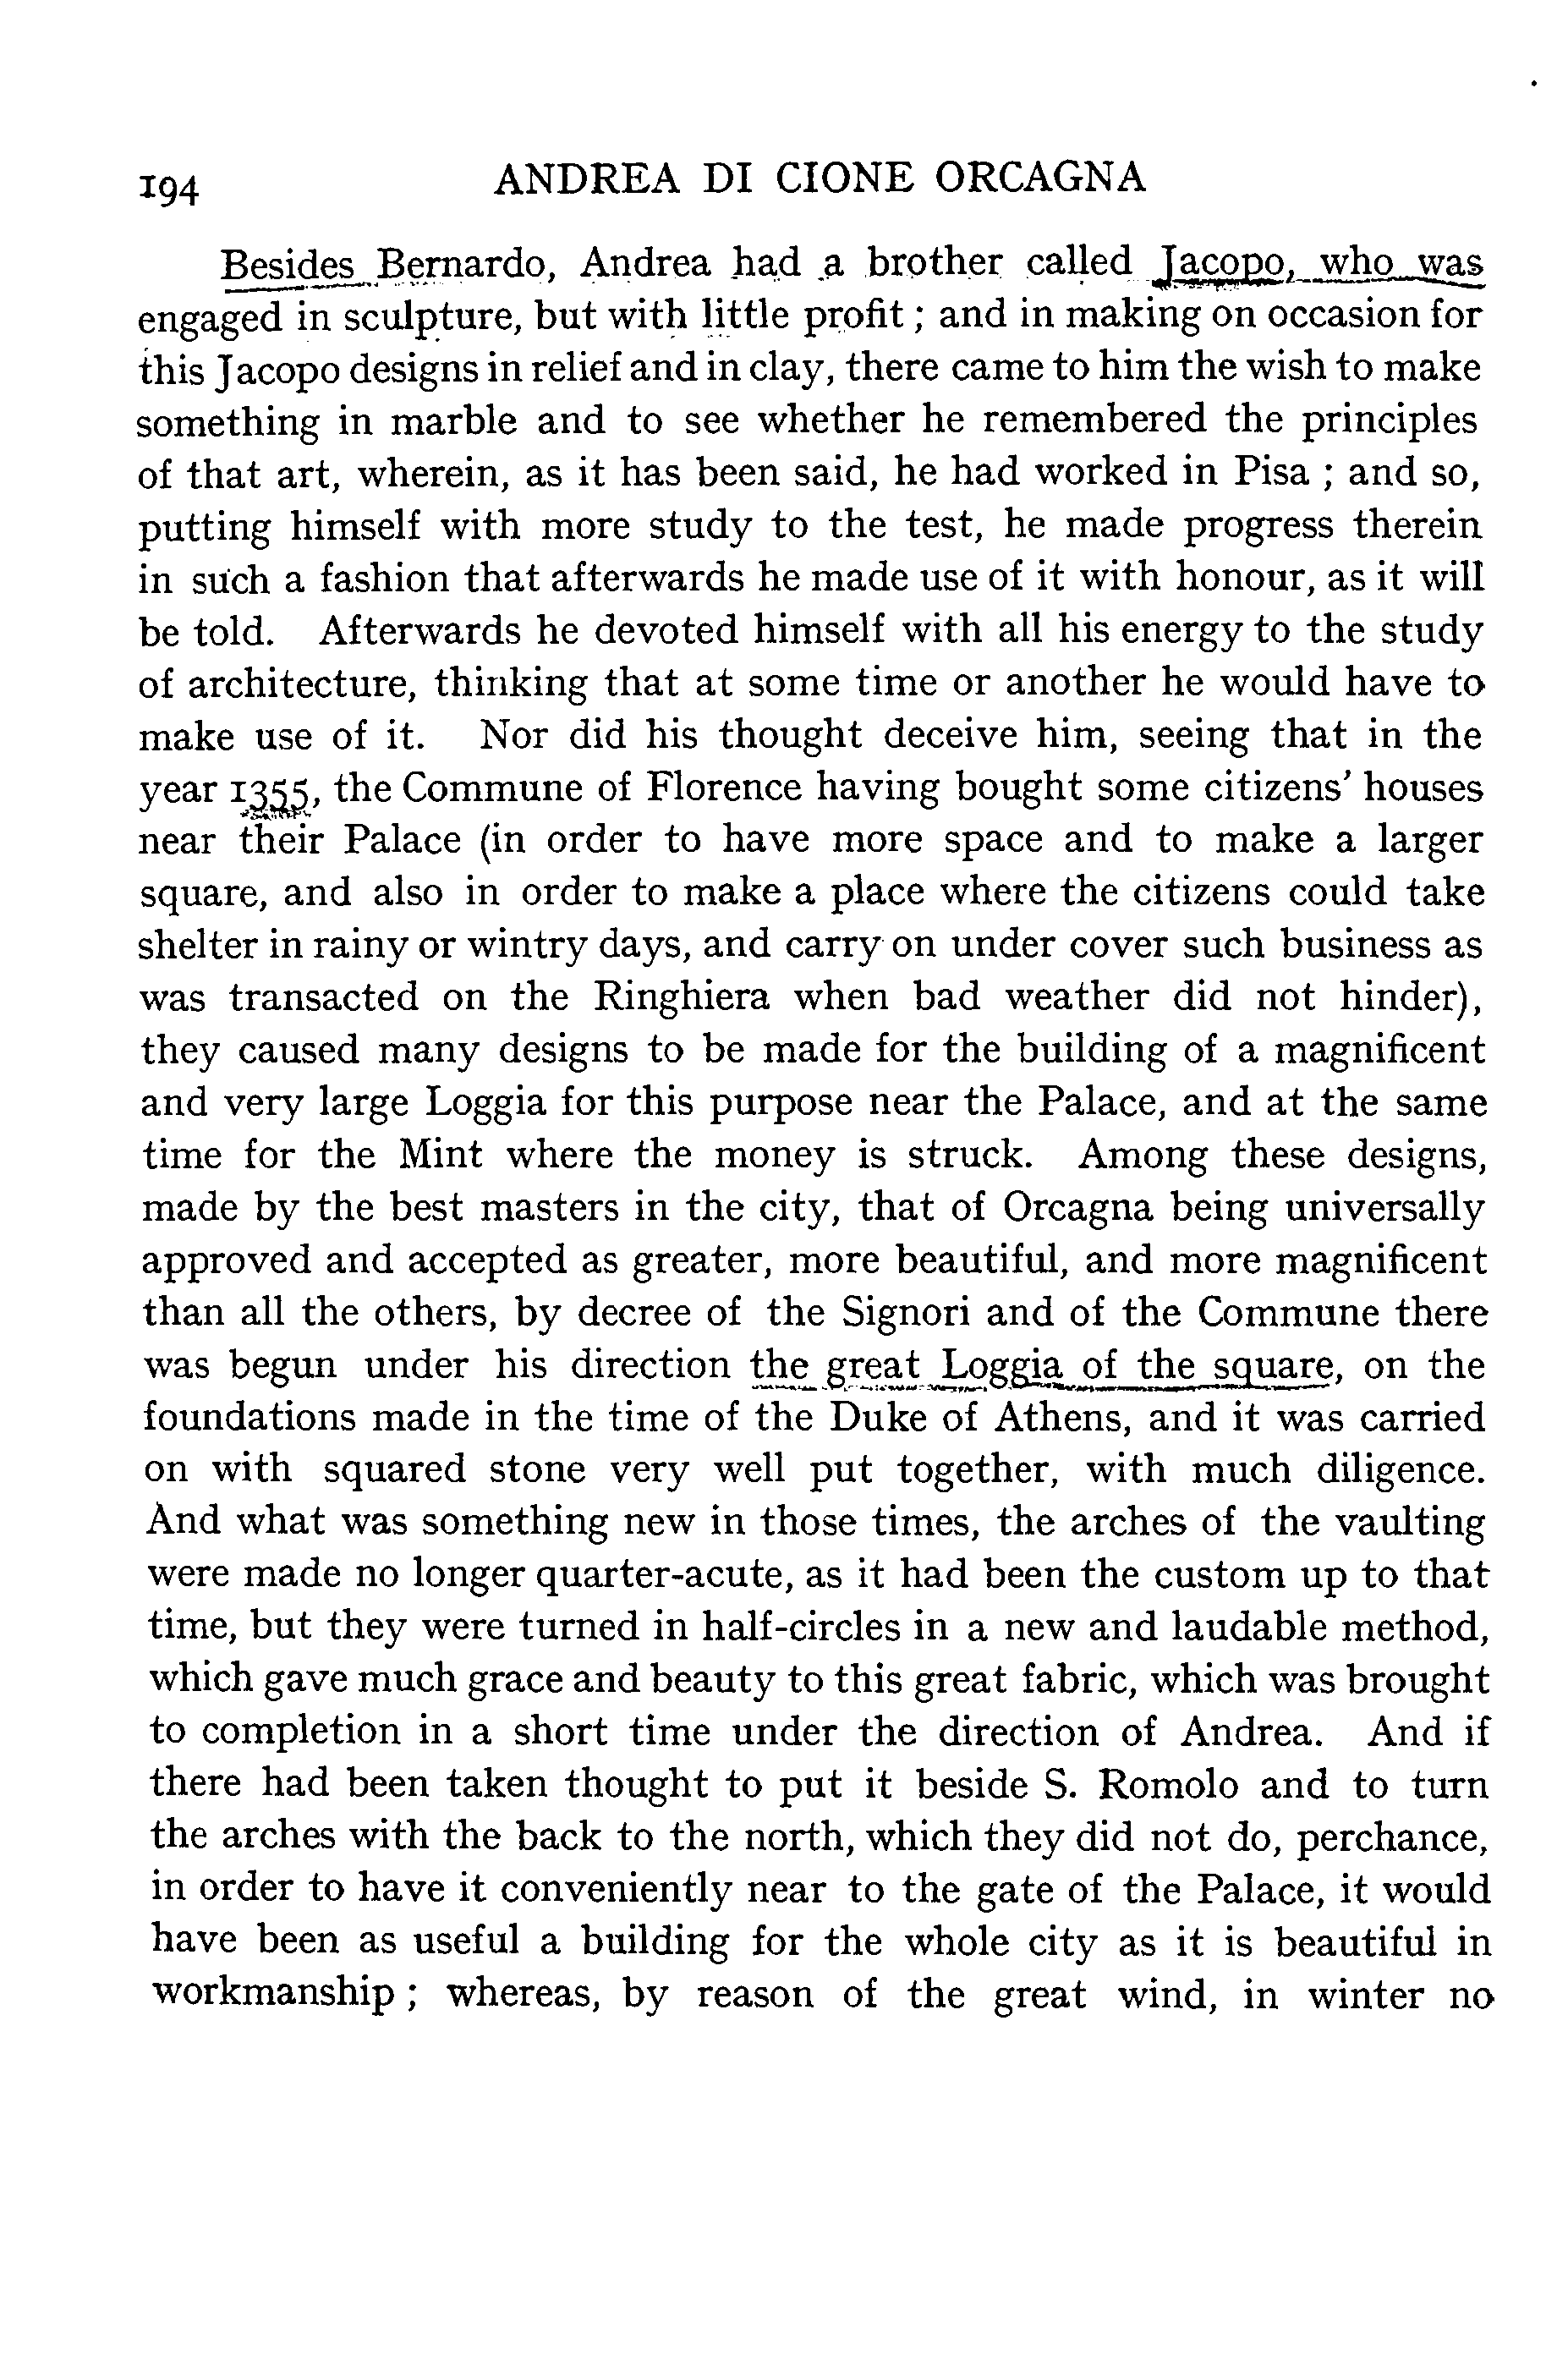 194 ANDREA DI CIONE ORCAGNA
Besides Bernardo, Andrea had a brother called Jacopo, who was
engaged in sculpture, but with little profit ; and in making on occasion for
this Jacopo designs in relief and in clay, there came to him the wish to make
something in marble and to see whether he remembered the principles
of that art, wherein, as it has been said, he had worked in Pisa ; and so,
putting himself with more study to the test, he made progress therein
in such a fashion that afterwards he made use of it with honour, as it will
be told. Afterwards he devoted himself with all his energy to the study
of architecture, thinking that at some time or another he would have to
make use of it. Nor did his thought deceive him, seeing that in the
year 1355, the Commune of Florence having bought some citizens' houses
near their Palace (in order to have more space and to make a larger
square, and also in order to make a place where the citizens could take
shelter in rainy or wintry days, and carry on under cover such business as
was transacted on the Ringhiera when bad weather did not hinder),
they caused many designs to be made for the building of a magnificent
and very large Loggia for this purpose near the Palace, and at the same
time for the Mint where the money is struck. Among these designs,
made by the best masters in the city, that of Orcagna being universally
approved and accepted as greater, more beautiful, and more magnificent
than all the others, by decree of the Signori and of the Commune there
was begun under his direction the great Loggia of the square, on the
foundations made in the time of the Duke of Athens, and it was carried
on with squared stone very well put together, with much diligence.
And what was something new in those times, the arches of the vaulting
were made no longer quarter-acute, as it had been the custom up to that
time, but they were turned in half-circles in a new and laudable method,
which gave much grace and beauty to this great fabric, which was brought
to completion in a short time under the direction of Andrea. And if
there had been taken thought to put it beside S. Romolo and to turn
the arches with the back to the north, which they did not do, perchance,
in order to have it conveniently near to the gate of the Palace, it would
have been as useful a building for the whole city as it is beautiful in
workmanship ; whereas, by reason of the great wind, in winter no